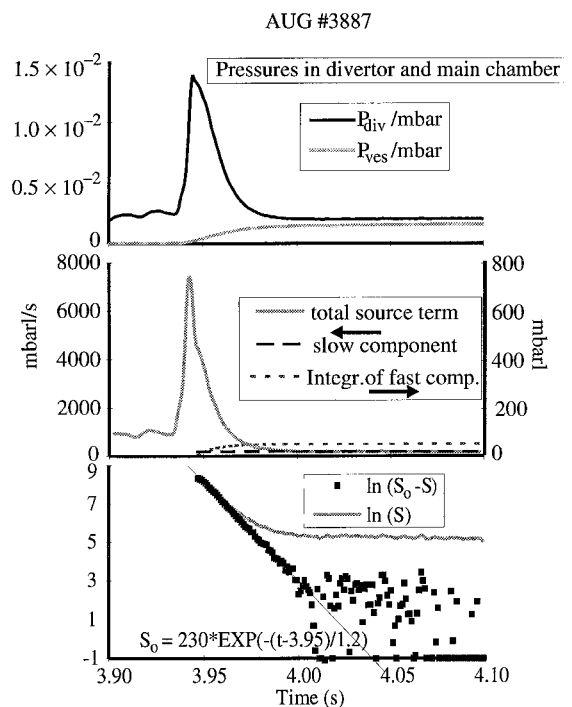 AUG #3887
Pressures in divertor and main chamber
1.5 × 10⁻²
1.0 × 10⁻²
0.5 × 10⁻²
0
P_div /mbar
P_ves /mbar
8000
6000
4000
2000
0
mbarl/s
800
600
400
200
0
mbarl
total source term
slow component
Integr.of fast comp.
9
7
5
3
1
-1
ln (S_o -S)
ln (S)
S_o = 230*EXP(-(t-3.95)/1.2)
3.90
3.95
4.00
4.05
4.10
Time (s)